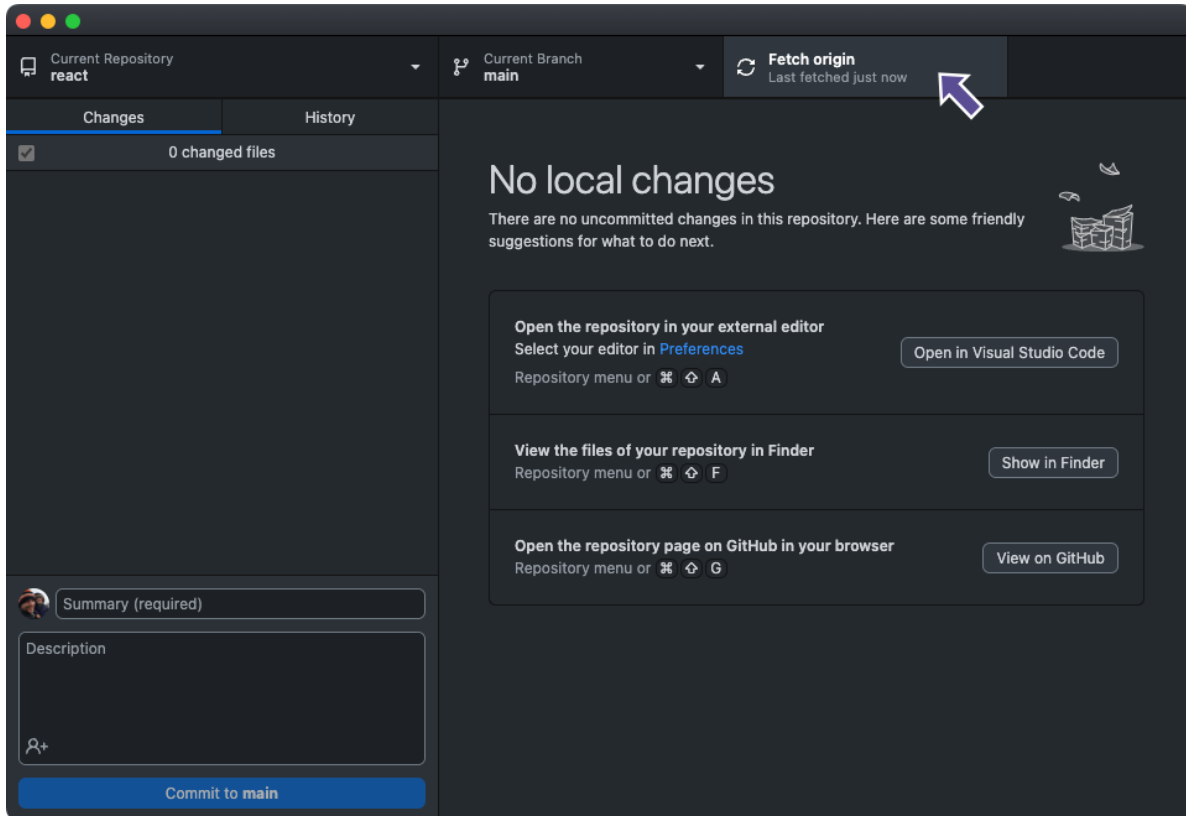 Current Repository
react
Current Branch
main
Fetch origin
Last fetched just now
Changes
History
0 changed files
No local changes
There are no uncommitted changes in this repository. Here are some friendly
suggestions for what to do next.
Open the repository in your external editor
Select your editor in Preferences
Repository menu or ⌘ ⇧ A
Open in Visual Studio Code
View the files of your repository in Finder
Repository menu or ⌘ ⇧ F
Show in Finder
Open the repository page on GitHub in your browser
Repository menu or ⌘ ⇧ G
View on GitHub
Summary (required)
Description
Commit to main